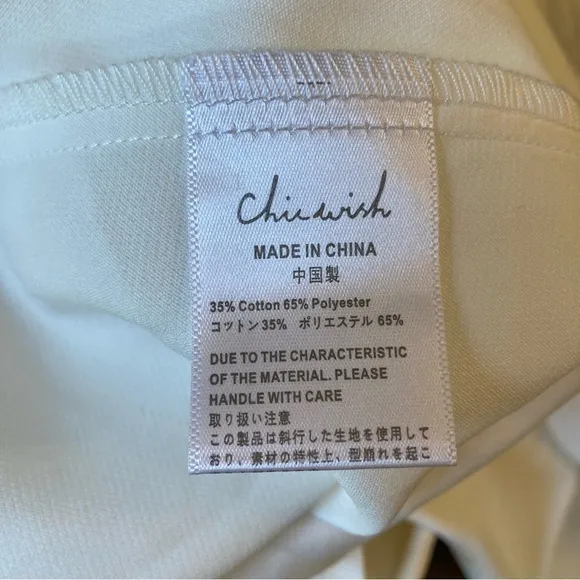 Chicwish
MADE IN CHINA
中国製
35% Cotton 65% Polyester
コットン35% ポリエステル 65%
DUE TO THE CHARACTERISTIC
OF THE MATERIAL. PLEASE
HANDLE WITH CARE
取り扱い注意
この製品は斜行した生地を使用して
おり、素材の特性上、型崩れを起こ